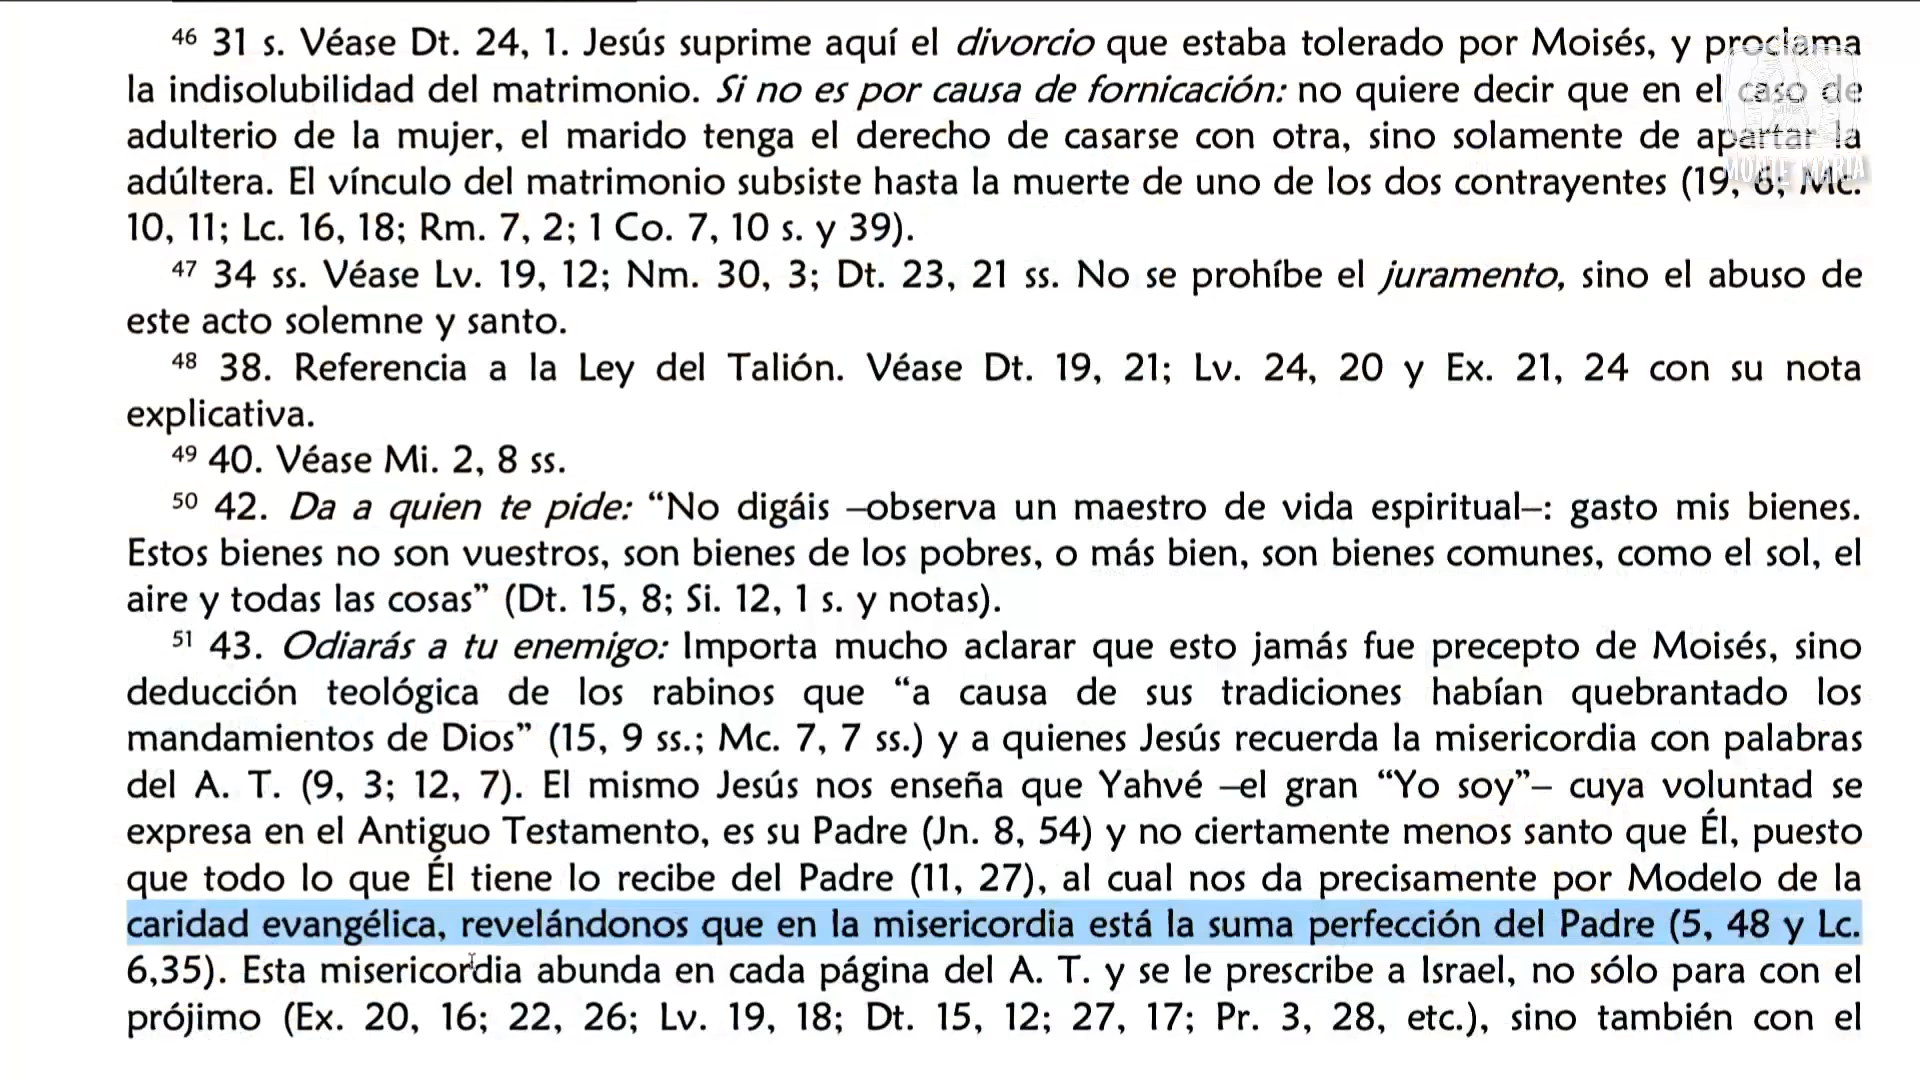 46 31 s. Véase Dt. 24, 1. Jesús suprime aquí el divorcio que estaba tolerado por Moisés, y proclama
la indisolubilidad del matrimonio. Si no es por causa de fornicación: no quiere decir que en el caso de
adulterio de la mujer, el marido tenga el derecho de casarse con otra, sino solamente de apartar la
adúltera. El vínculo del matrimonio subsiste hasta la muerte de uno de los dos contrayentes (19, 6; Mc.
10, 11; Lc. 16, 18; Rm. 7, 2; 1 Co. 7, 10 s. y 39).
47 34 ss. Véase Lv. 19, 12; Nm. 30, 3; Dt. 23, 21 ss. No se prohíbe el juramento, sino el abuso de
este acto solemne y santo.
48 38. Referencia a la Ley del Talión. Véase Dt. 19, 21; Lv. 24, 20 y Ex. 21, 24 con su nota
explicativa.
49 40. Véase Mi. 2, 8 ss.
50 42. Da a quien te pide: “No digáis –observa un maestro de vida espiritual–: gasto mis bienes.
Estos bienes no son vuestros, son bienes de los pobres, o más bien, son bienes comunes, como el sol, el
aire y todas las cosas” (Dt. 15, 8; Si. 12, 1 s. y notas).
51 43. Odiarás a tu enemigo: Importa mucho aclarar que esto jamás fue precepto de Moisés, sino
deducción teológica de los rabinos que “a causa de sus tradiciones habían quebrantado los
mandamientos de Dios” (15, 9 ss.; Mc. 7, 7 ss.) y a quienes Jesús recuerda la misericordia con palabras
del A. T. (9, 3; 12, 7). El mismo Jesús nos enseña que Yahvé –el gran “Yo soy”– cuya voluntad se
expresa en el Antiguo Testamento, es su Padre (Jn. 8, 54) y no ciertamente menos santo que Él, puesto
que todo lo que Él tiene lo recibe del Padre (11, 27), al cual nos da precisamente por Modelo de la
caridad evangélica, revelándonos que en la misericordia está la suma perfección del Padre (5, 48 y Lc.
6,35). Esta misericordia abunda en cada página del A. T. y se le prescribe a Israel, no sólo para con el
prójimo (Ex. 20, 16; 22, 26; Lv. 19, 18; Dt. 15, 12; 27, 17; Pr. 3, 28, etc.), sino también con el
MONTE MARIA